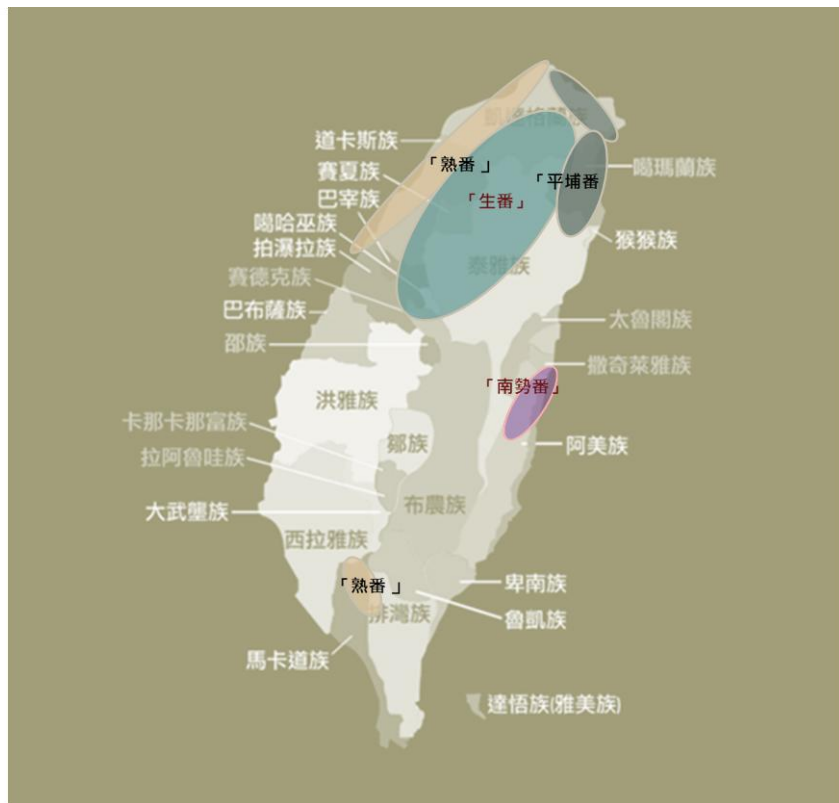 凱達格蘭族
道卡斯族
「熟番」
賽夏族
「平埔番
噶瑪蘭族
巴宰族
「生番」
噶哈巫族
猴猴族
拍瀑拉族
泰雅族
賽德克族
巴布薩族
太魯閣族
邵族
撒奇萊雅族
「南勢番」
洪雅族
卡那卡那富族
鄒族
阿美族
拉阿魯哇族
布農族
大武壟族
西拉雅族
「熟番」
卑南族
排灣族
魯凱族
馬卡道族
達悟族(雅美族)